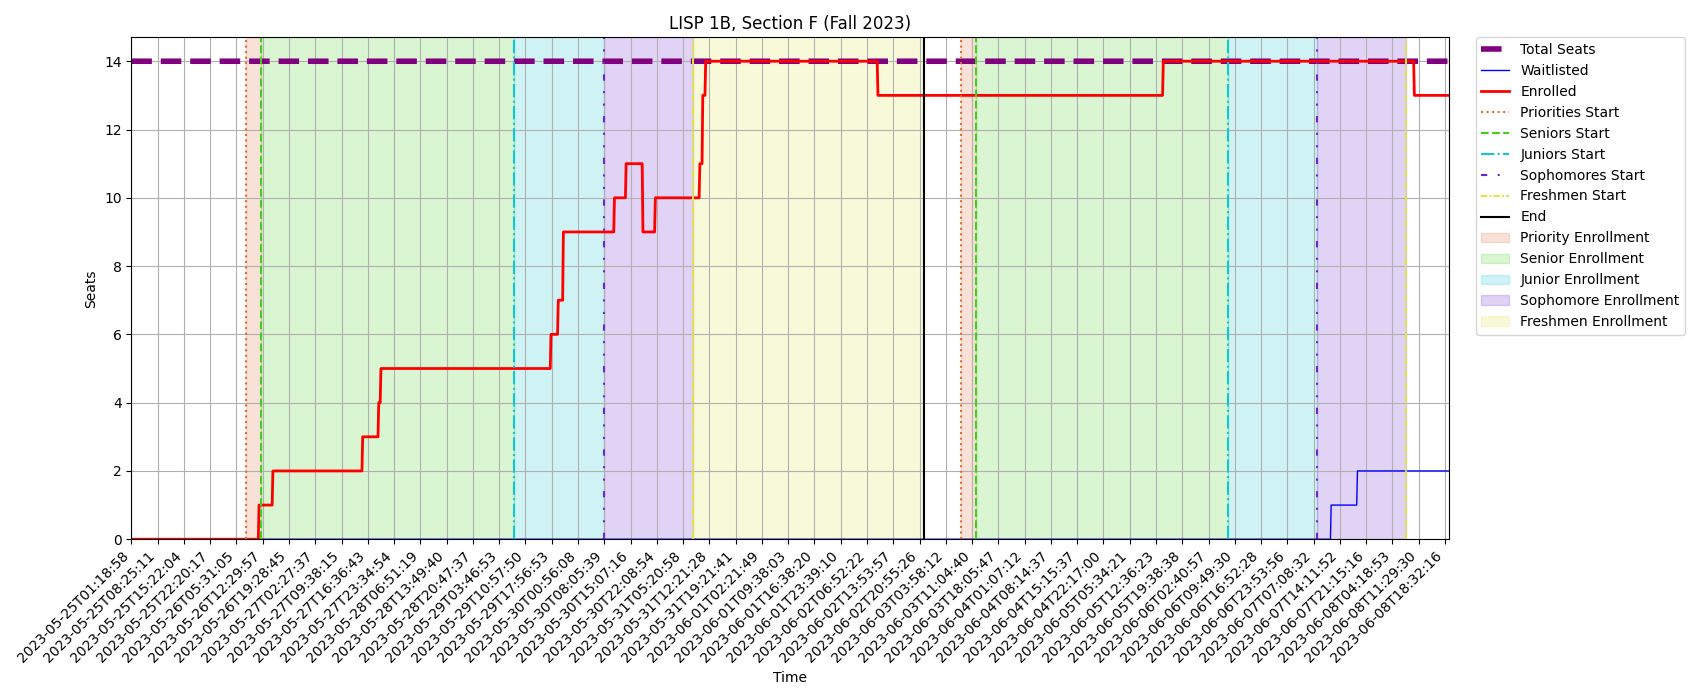 LISP 1B, Section F (Fall 2023)
Seats
14
12
10
8
6
4
2
0
2023-05-25T01:18:58
2023-05-25T08:25:11
2023-05-25T15:22:04
2023-05-25T22:20:17
2023-05-26T05:31:05
2023-05-26T12:29:57
2023-05-26T19:28:45
2023-05-27T02:27:37
2023-05-27T09:38:15
2023-05-27T16:36:43
2023-05-27T23:34:54
2023-05-28T06:51:19
2023-05-28T13:49:40
2023-05-28T20:47:37
2023-05-29T03:46:53
2023-05-29T10:57:50
2023-05-29T17:56:53
2023-05-30T00:56:08
2023-05-30T08:05:39
2023-05-30T15:07:16
2023-05-30T22:08:54
2023-05-31T05:20:58
2023-05-31T12:21:28
2023-05-31T19:21:41
2023-06-01T02:21:49
2023-06-01T09:38:03
2023-06-01T16:38:20
2023-06-01T23:39:10
2023-06-02T06:52:22
2023-06-02T13:53:57
2023-06-02T20:55:26
2023-06-03T03:58:12
2023-06-03T11:04:40
2023-06-03T18:05:47
2023-06-04T01:07:12
2023-06-04T08:14:37
2023-06-04T15:15:37
2023-06-04T22:17:00
2023-06-05T05:34:21
2023-06-05T12:36:23
2023-06-05T19:38:38
2023-06-06T02:40:57
2023-06-06T09:49:30
2023-06-06T16:52:28
2023-06-06T23:53:56
2023-06-07T07:08:32
2023-06-07T14:11:52
2023-06-07T21:15:16
2023-06-08T04:18:53
2023-06-08T11:29:30
2023-06-08T18:32:16
Time
Total Seats
Waitlisted
Enrolled
Priorities Start
Seniors Start
Juniors Start
Sophomores Start
Freshmen Start
End
Priority Enrollment
Senior Enrollment
Junior Enrollment
Sophomore Enrollment
Freshmen Enrollment